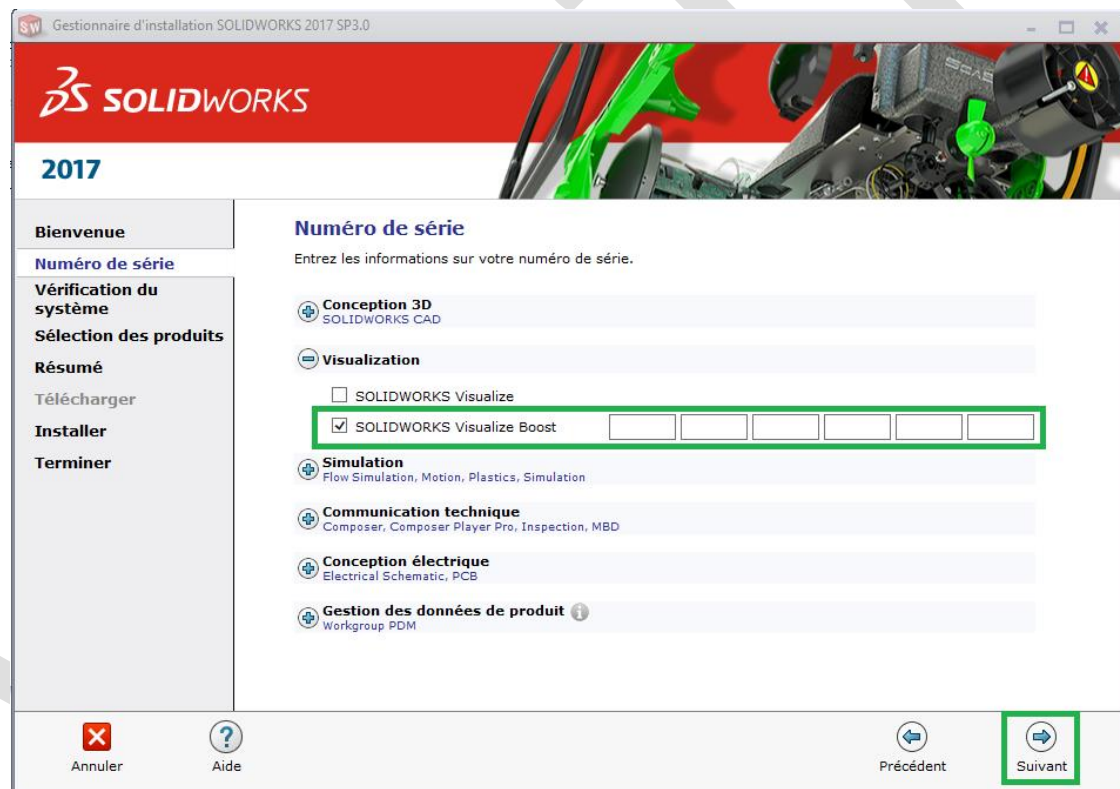 Gestionnaire d'installation SOLIDWORKS 2017 SP3.0
SOLIDWORKS
2017
Bienvenue
Numéro de série
Vérification du
système
Sélection des produits
Résumé
Télécharger
Installer
Terminer
Numéro de série
Entrez les informations sur votre numéro de série.
Conception 3D
SOLIDWORKS CAD
Visualization
SOLIDWORKS Visualize
SOLIDWORKS Visualize Boost
Simulation
Flow Simulation, Motion, Plastics, Simulation
Communication technique
Composer, Composer Player Pro, Inspection, MBD
Conception électrique
Electrical Schematic, PCB
Gestion des données de produit
Workgroup PDM
Annuler
Aide
Précédent
Suivant